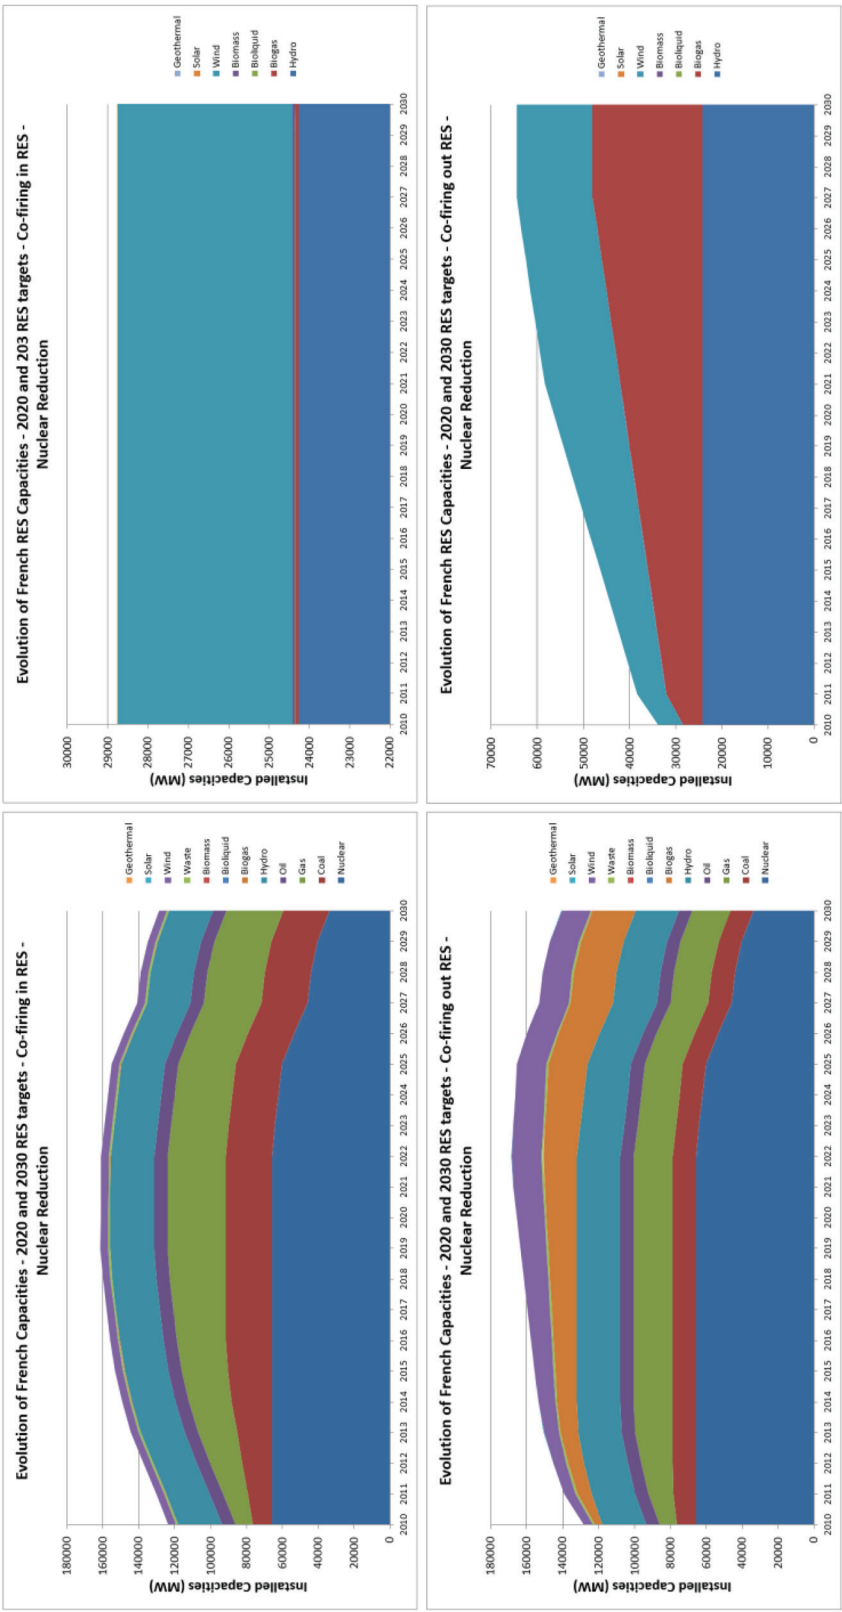 Evolution of French Capacities - 2020 and 2030 RES targets - Co-firing in RES -
Nuclear Reduction
Installed Capacities (MW)
180000
160000
140000
120000
100000
80000
60000
40000
20000
0
2010 2011 2012 2013 2014 2015 2016 2017 2018 2019 2020 2021 2022 2023 2024 2025 2026 2027 2028 2029 2030
Geothermal
Solar
Wind
Waste
Biomass
Bioliquid
Biogas
Hydro
Oil
Gas
Coal
Nuclear
Evolution of French RES Capacities - 2020 and 203 RES targets - Co-firing in RES -
Nuclear Reduction
Installed Capacities (MW)
30000
29000
28000
27000
26000
25000
24000
23000
22000
2010 2011 2012 2013 2014 2015 2016 2017 2018 2019 2020 2021 2022 2023 2024 2025 2026 2027 2028 2029 2030
Geothermal
Solar
Wind
Biomass
Bioliquid
Biogas
Hydro
Evolution of French Capacities - 2020 and 2030 RES targets - Co-firing out RES -
Nuclear Reduction
Installed Capacities (MW)
180000
160000
140000
120000
100000
80000
60000
40000
20000
0
2010 2011 2012 2013 2014 2015 2016 2017 2018 2019 2020 2021 2022 2023 2024 2025 2026 2027 2028 2029 2030
Geothermal
Solar
Wind
Waste
Biomass
Bioliquid
Biogas
Hydro
Oil
Gas
Coal
Nuclear
Evolution of French RES Capacities - 2020 and 2030 RES targets - Co-firing out RES -
Nuclear Reduction
Installed Capacities (MW)
70000
60000
50000
40000
30000
20000
10000
0
2010 2011 2012 2013 2014 2015 2016 2017 2018 2019 2020 2021 2022 2023 2024 2025 2026 2027 2028 2029 2030
Geothermal
Solar
Wind
Biomass
Bioliquid
Biogas
Hydro